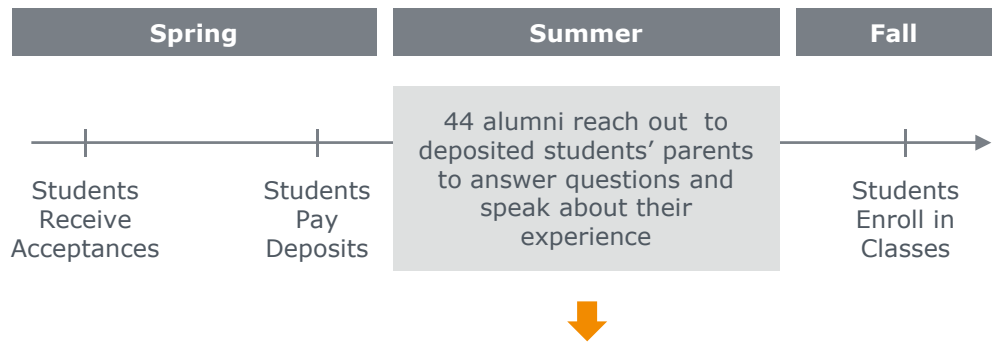 Spring
Summer
Fall
44 alumni reach out to
deposited students' parents
to answer questions and
speak about their
experience
Students
Receive
Acceptances
Students
Pay
Deposits
Students
Enroll in
Classes